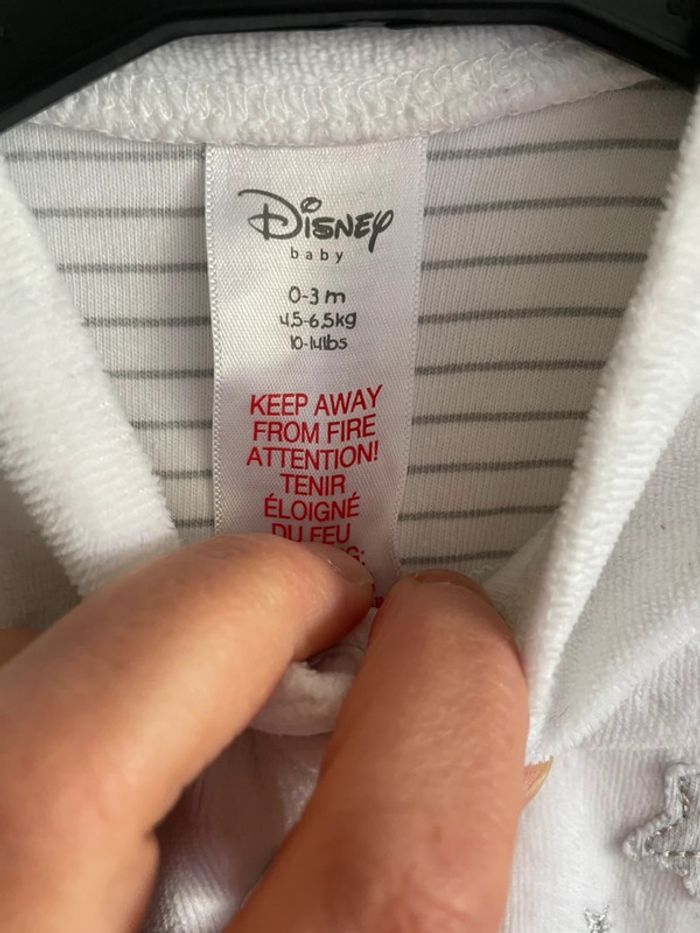 Disney
baby
0-3 m
4,5-6,5kg
10-14lbs
KEEP AWAY
FROM FIRE
ATTENTION!
TENIR
ÉLOIGNÉ
DU FEU